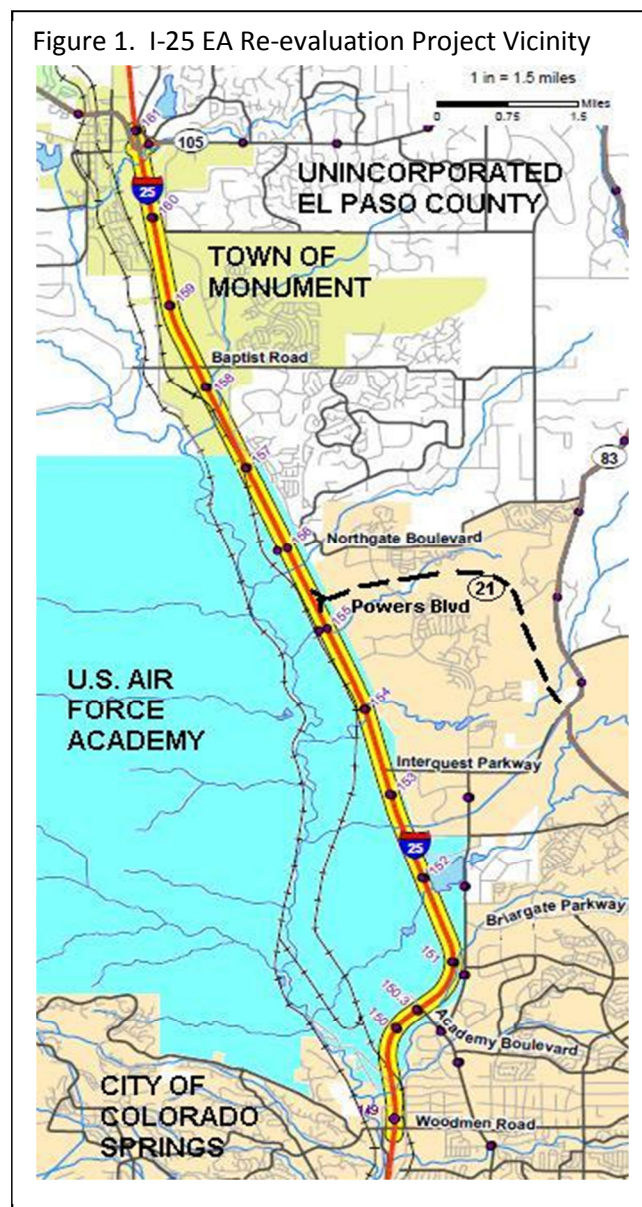 Figure 1. I-25 EA Re-evaluation Project Vicinity
1 in = 1.5 miles
Miles
0 0.75 1.5
161
105
UNINCORPORATED
EL PASO COUNTY
25
160
TOWN OF
MONUMENT
159
Baptist Road
158
157
83
156
Northgate Boulevard
21
Powers Blvd
155
U.S. AIR
FORCE
ACADEMY
154
Interquest Parkway
153
25
152
Briargate Parkway
151
150.3
150
Academy Boulevard
CITY OF
COLORADO
SPRINGS
149
Woodmen Road